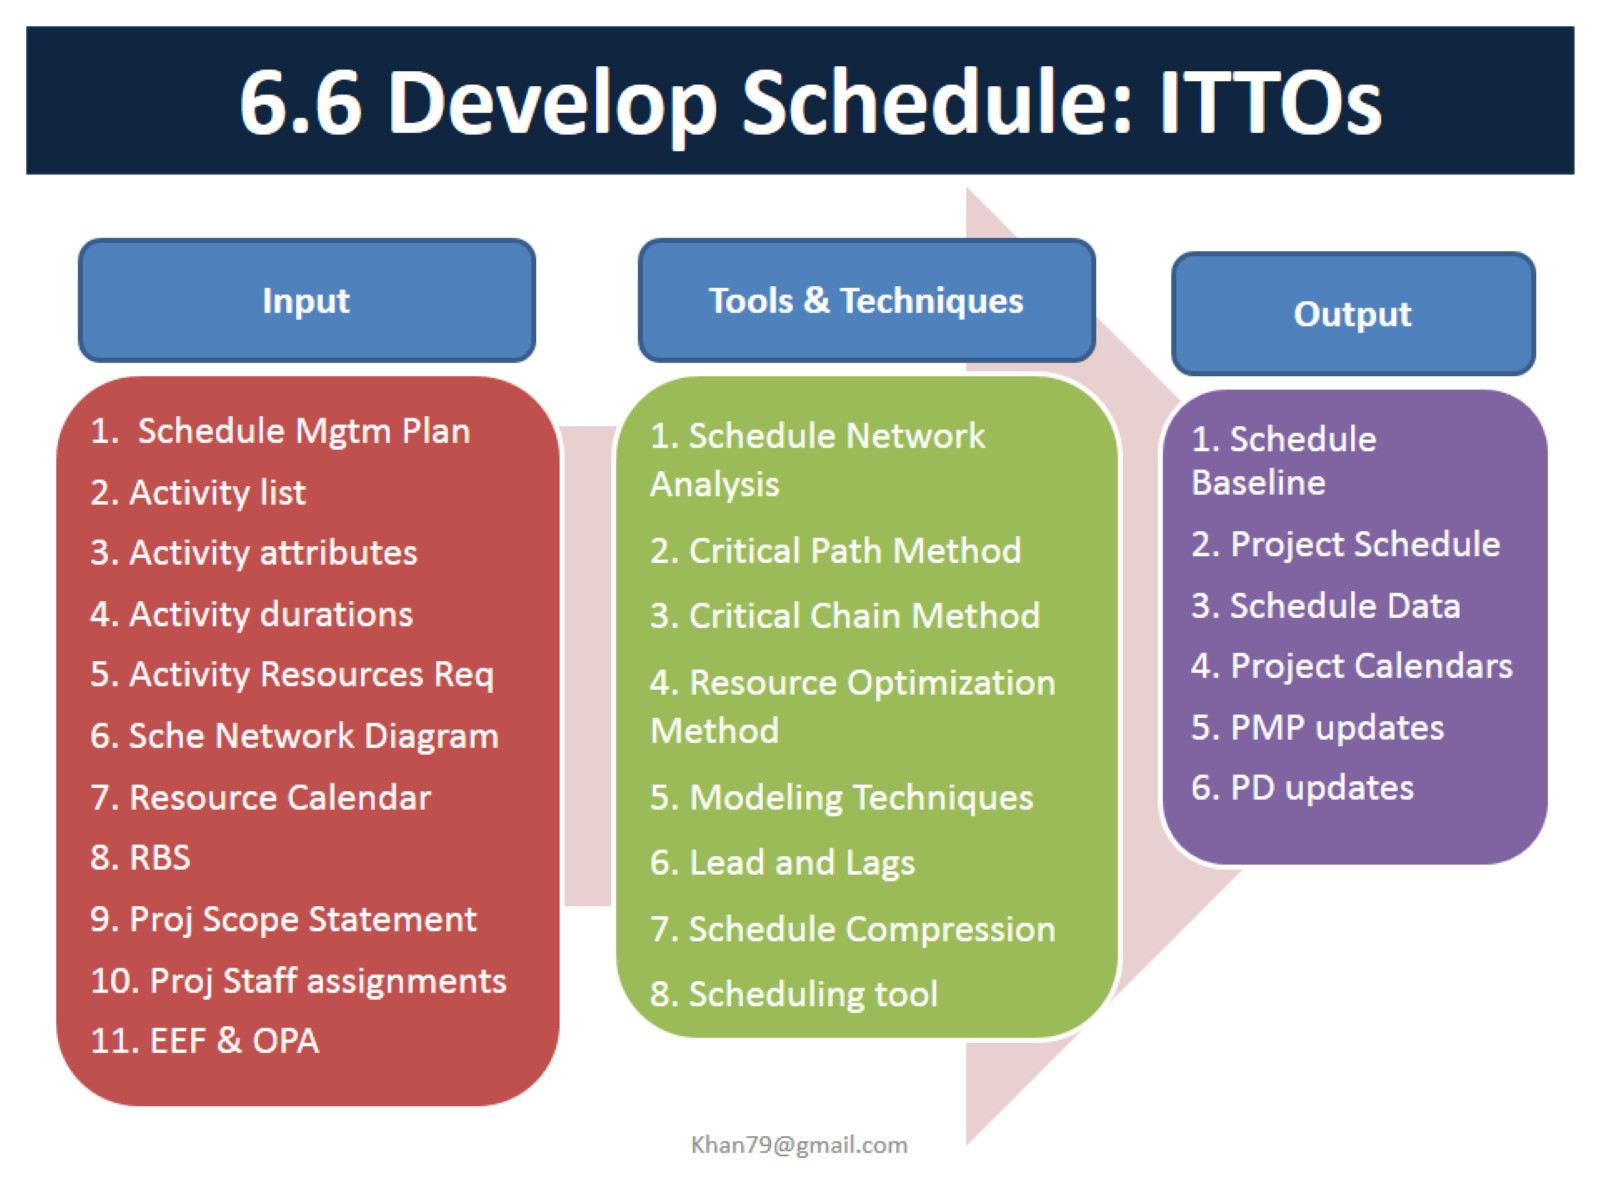 6.6 Develop Schedule: ITTOs
Input
1. Schedule Mgtm Plan
2. Activity list
3. Activity attributes
4. Activity durations
5. Activity Resources Req
6. Sche Network Diagram
7. Resource Calendar
8. RBS
9. Proj Scope Statement
10. Proj Staff assignments
11. EEF & OPA
Tools & Techniques
1. Schedule Network
Analysis
2. Critical Path Method
3. Critical Chain Method
4. Resource Optimization
Method
5. Modeling Techniques
6. Lead and Lags
7. Schedule Compression
8. Scheduling tool
Output
1. Schedule
Baseline
2. Project Schedule
3. Schedule Data
4. Project Calendars
5. PMP updates
6. PD updates
Khan79@gmail.com